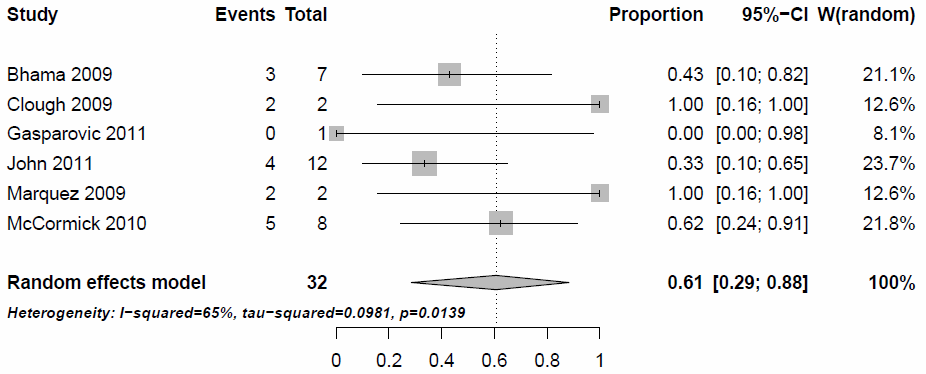 Study Events Total Proportion 95%−CI W(random)
Bhama 2009 3 7 0.43 [0.10; 0.82] 21.1%
Clough 2009 2 2 1.00 [0.16; 1.00] 12.6%
Gasparovic 2011 0 1 0.00 [0.00; 0.98] 8.1%
John 2011 4 12 0.33 [0.10; 0.65] 23.7%
Marquez 2009 2 2 1.00 [0.16; 1.00] 12.6%
McCormick 2010 5 8 0.62 [0.24; 0.91] 21.8%
Random effects model 32 0.61 [0.29; 0.88] 100%
Heterogeneity: I−squared=65%, tau−squared=0.0981, p=0.0139
0 0.2 0.4 0.6 0.8 1